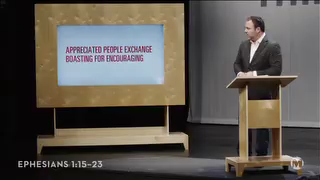 APPRECIATED PEOPLE EXCHANGE
BOASTING FOR ENCOURAGING
EPHESIANS 1:15-23
M